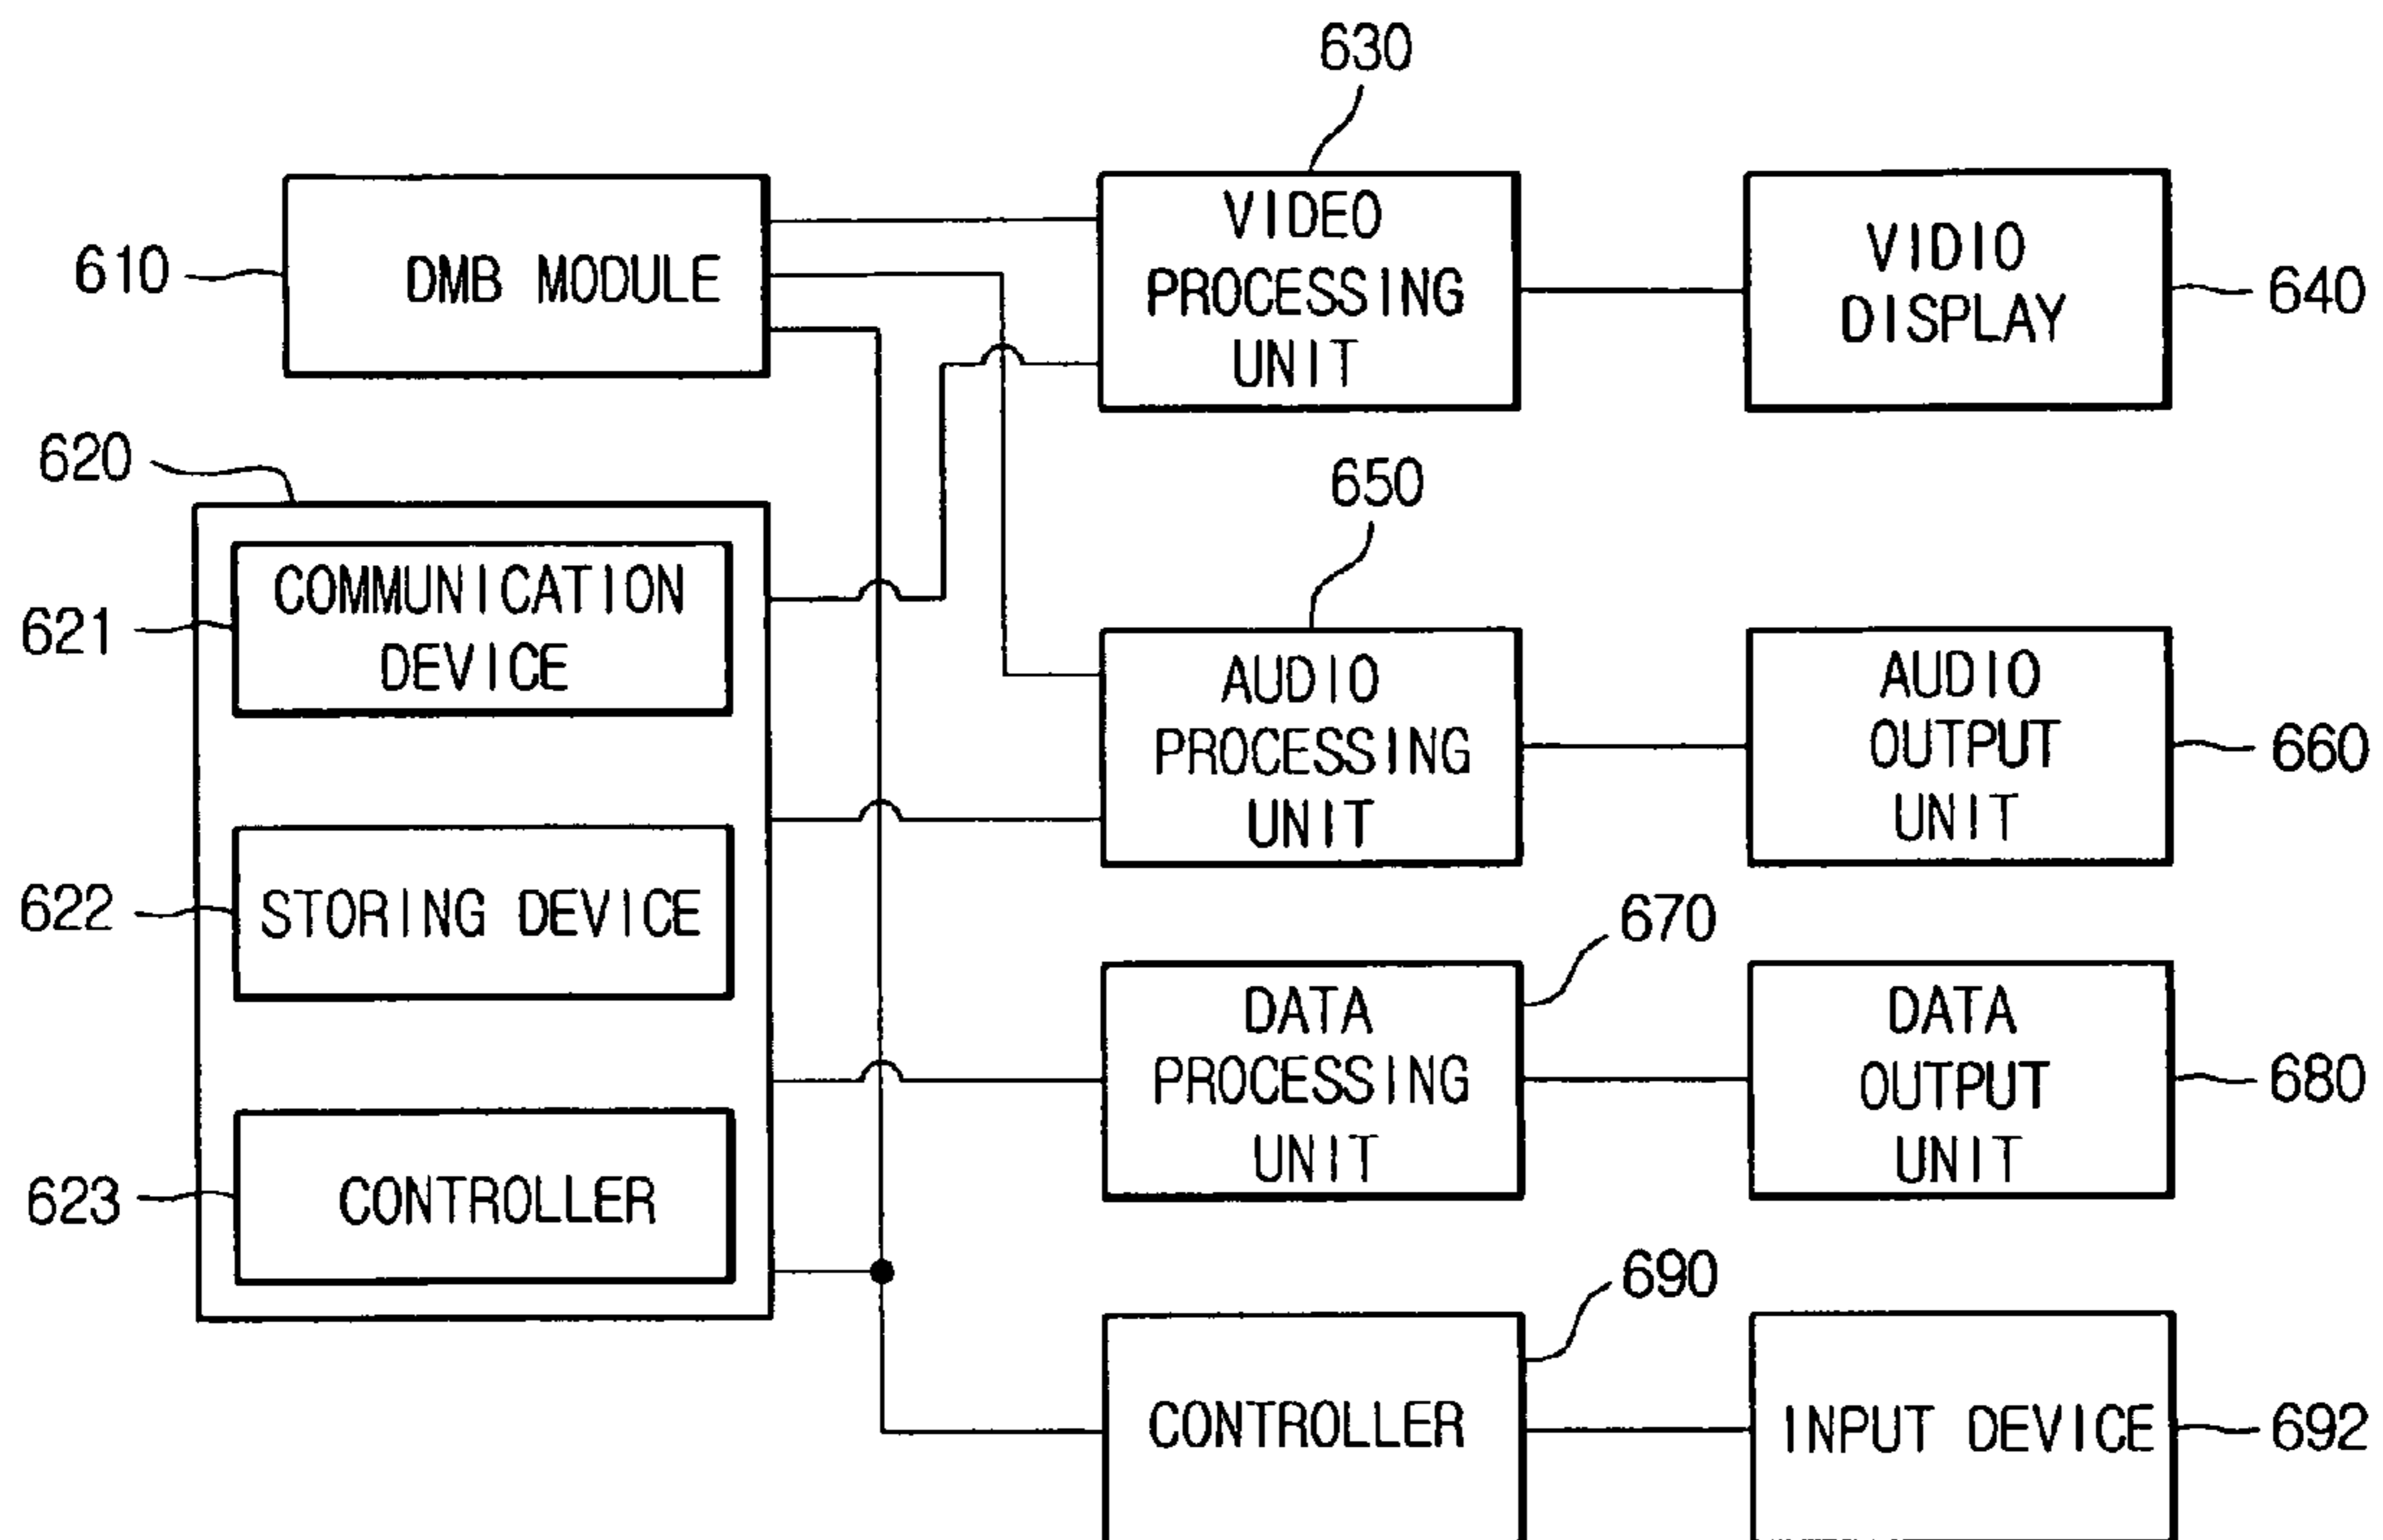 630
610
DMB MODULE
VIDEO
PROCESSING
UNIT
VIDIO
DISPLAY
640
620
650
621
COMMUNICATION
DEVICE
AUDIO
PROCESSING
UNIT
AUDIO
OUTPUT
UNIT
660
622
STORING DEVICE
670
DATA
PROCESSING
UNIT
DATA
OUTPUT
UNIT
680
623
CONTROLLER
690
CONTROLLER
INPUT DEVICE
692